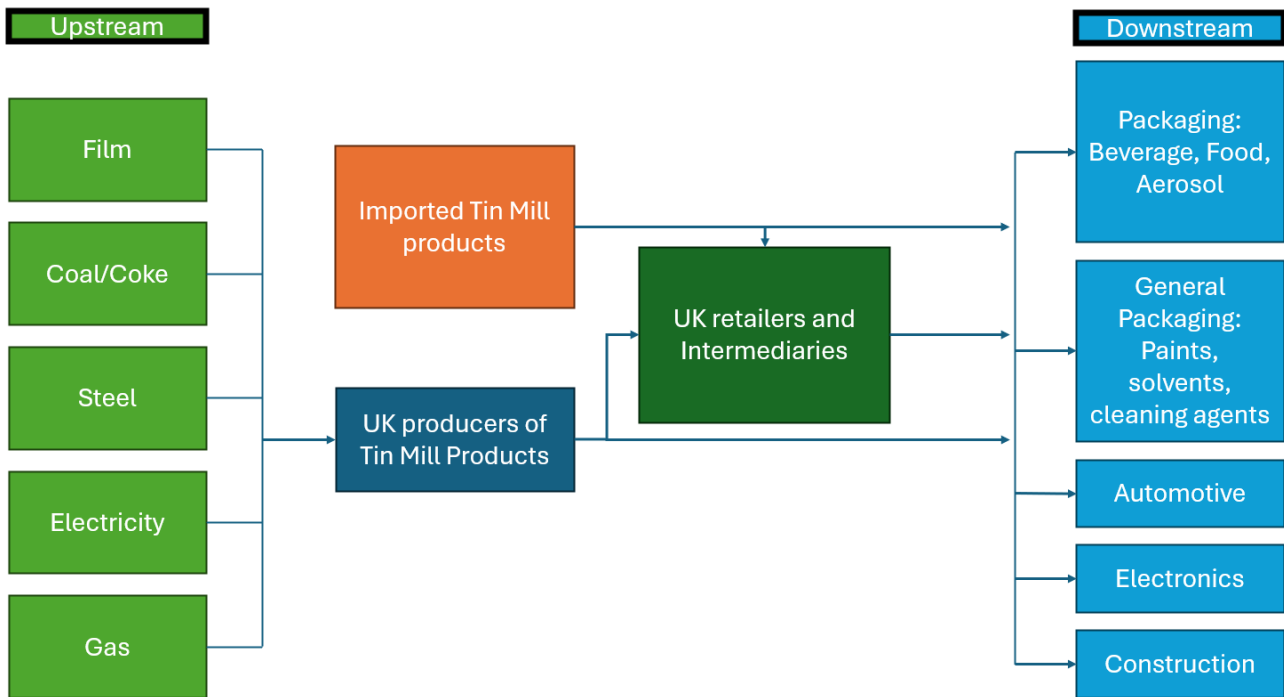 Upstream
Downstream
Film
Coal/Coke
Steel
Electricity
Gas
Imported Tin Mill
products
UK producers of
Tin Mill Products
UK retailers and
Intermediaries
Packaging:
Beverage, Food,
Aerosol
General
Packaging:
Paints,
solvents,
cleaning agents
Automotive
Electronics
Construction